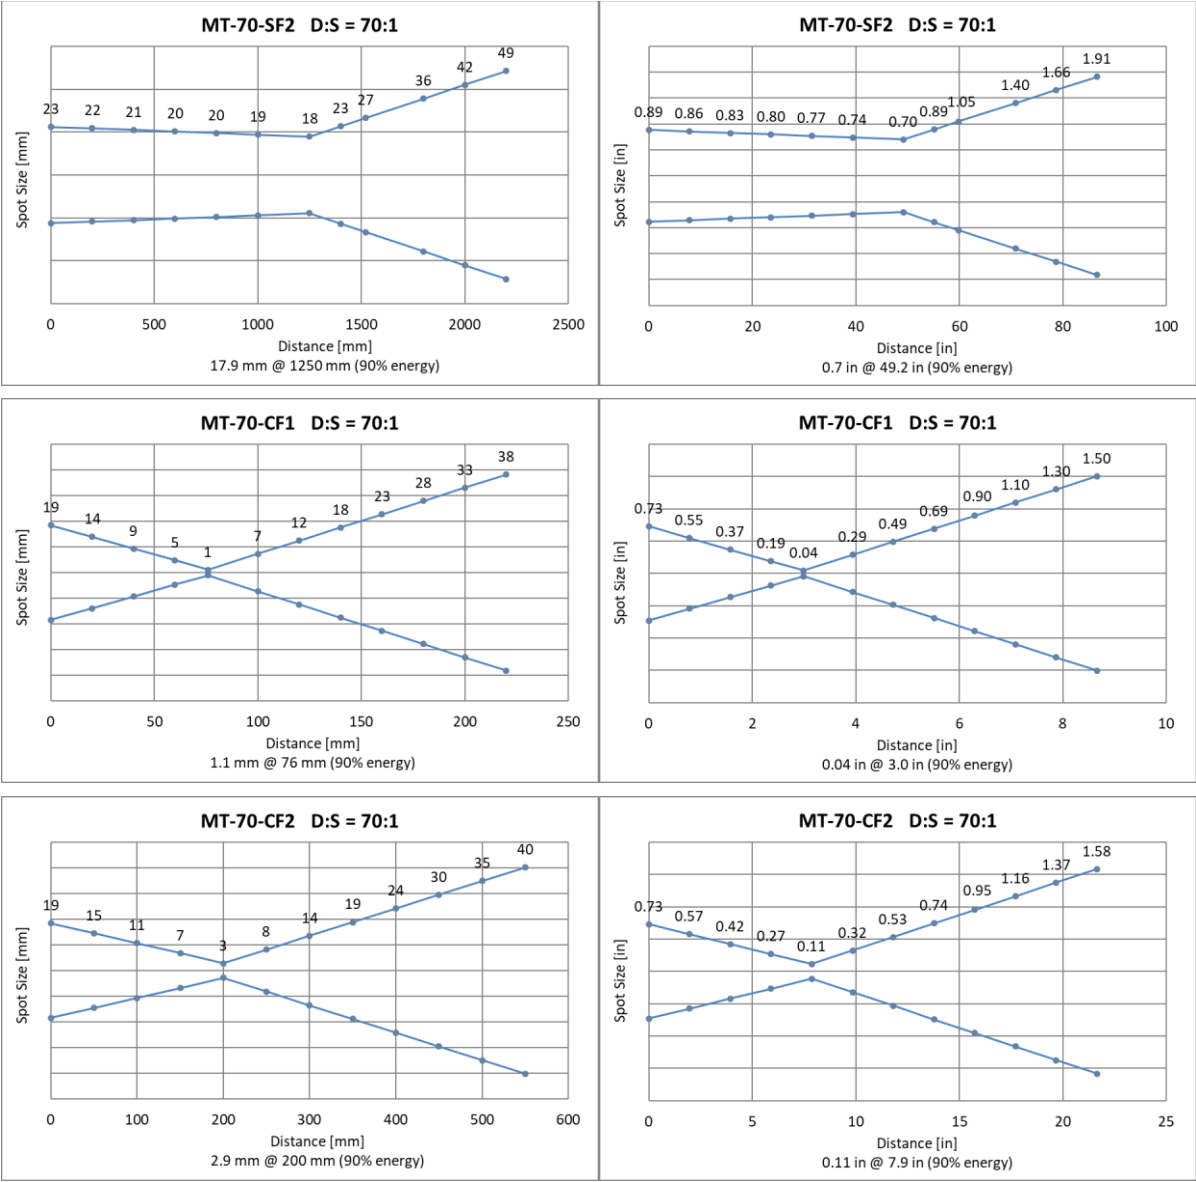 MT-70-SF2 D:S = 70:1
23 22 21 20 20 19 18 23 27 36 42 49
Spot Size [mm]
0 500 1000 1500 2000 2500
Distance [mm]
17.9 mm @ 1250 mm (90% energy)
MT-70-SF2 D:S = 70:1
0.89 0.86 0.83 0.80 0.77 0.74 0.70 0.89 1.05 1.40 1.66 1.91
Spot Size [in]
0 20 40 60 80 100
Distance [in]
0.7 in @ 49.2 in (90% energy)
MT-70-CF1 D:S = 70:1
19 14 9 5 1 7 12 18 23 28 33 38
Spot Size [mm]
0 50 100 150 200 250
Distance [mm]
1.1 mm @ 76 mm (90% energy)
MT-70-CF1 D:S = 70:1
0.73 0.55 0.37 0.19 0.04 0.29 0.49 0.69 0.90 1.10 1.30 1.50
Spot Size [in]
0 2 4 6 8 10
Distance [in]
0.04 in @ 3.0 in (90% energy)
MT-70-CF2 D:S = 70:1
19 15 11 7 3 8 14 19 24 30 35 40
Spot Size [mm]
0 100 200 300 400 500 600
Distance [mm]
2.9 mm @ 200 mm (90% energy)
MT-70-CF2 D:S = 70:1
0.73 0.57 0.42 0.27 0.11 0.32 0.53 0.74 0.95 1.16 1.37 1.58
Spot Size [in]
0 5 10 15 20 25
Distance [in]
0.11 in @ 7.9 in (90% energy)